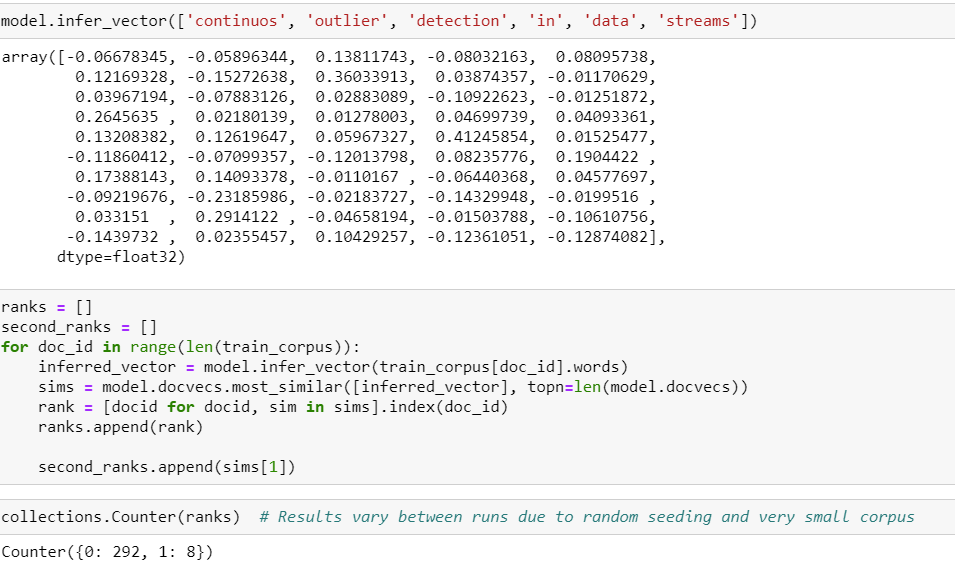 model.infer_vector(['continuos', 'outlier', 'detection', 'in', 'data', 'streams'])
array([-0.06678345, -0.05896344,  0.13811743, -0.08032163,  0.08095738,
        0.12169328, -0.15272638,  0.36033913,  0.03874357, -0.01170629,
        0.03967194, -0.07883126,  0.02883089, -0.10922623, -0.01251872,
        0.2645635 ,  0.02180139,  0.01278003,  0.04699739,  0.04093361,
        0.13208382,  0.12619647,  0.05967327,  0.41245854,  0.01525477,
       -0.11860412, -0.07099357, -0.12013798,  0.08235776,  0.1904422 ,
        0.17388143,  0.14093378, -0.0110167 , -0.06440368,  0.04577697,
       -0.09219676, -0.23185986, -0.02183727, -0.14329948, -0.0199516 ,
        0.033151  ,  0.2914122 , -0.04658194, -0.01503788, -0.10610756,
       -0.1439732 ,  0.02355457,  0.10429257, -0.12361051, -0.12874082],
      dtype=float32)
ranks = []
second_ranks = []
for doc_id in range(len(train_corpus)):
    inferred_vector = model.infer_vector(train_corpus[doc_id].words)
    sims = model.docvecs.most_similar([inferred_vector], topn=len(model.docvecs))
    rank = [docid for docid, sim in sims].index(doc_id)
    ranks.append(rank)
    second_ranks.append(sims[1])
collections.Counter(ranks)  # Results vary between runs due to random seeding and very small corpus
Counter({0: 292, 1: 8})